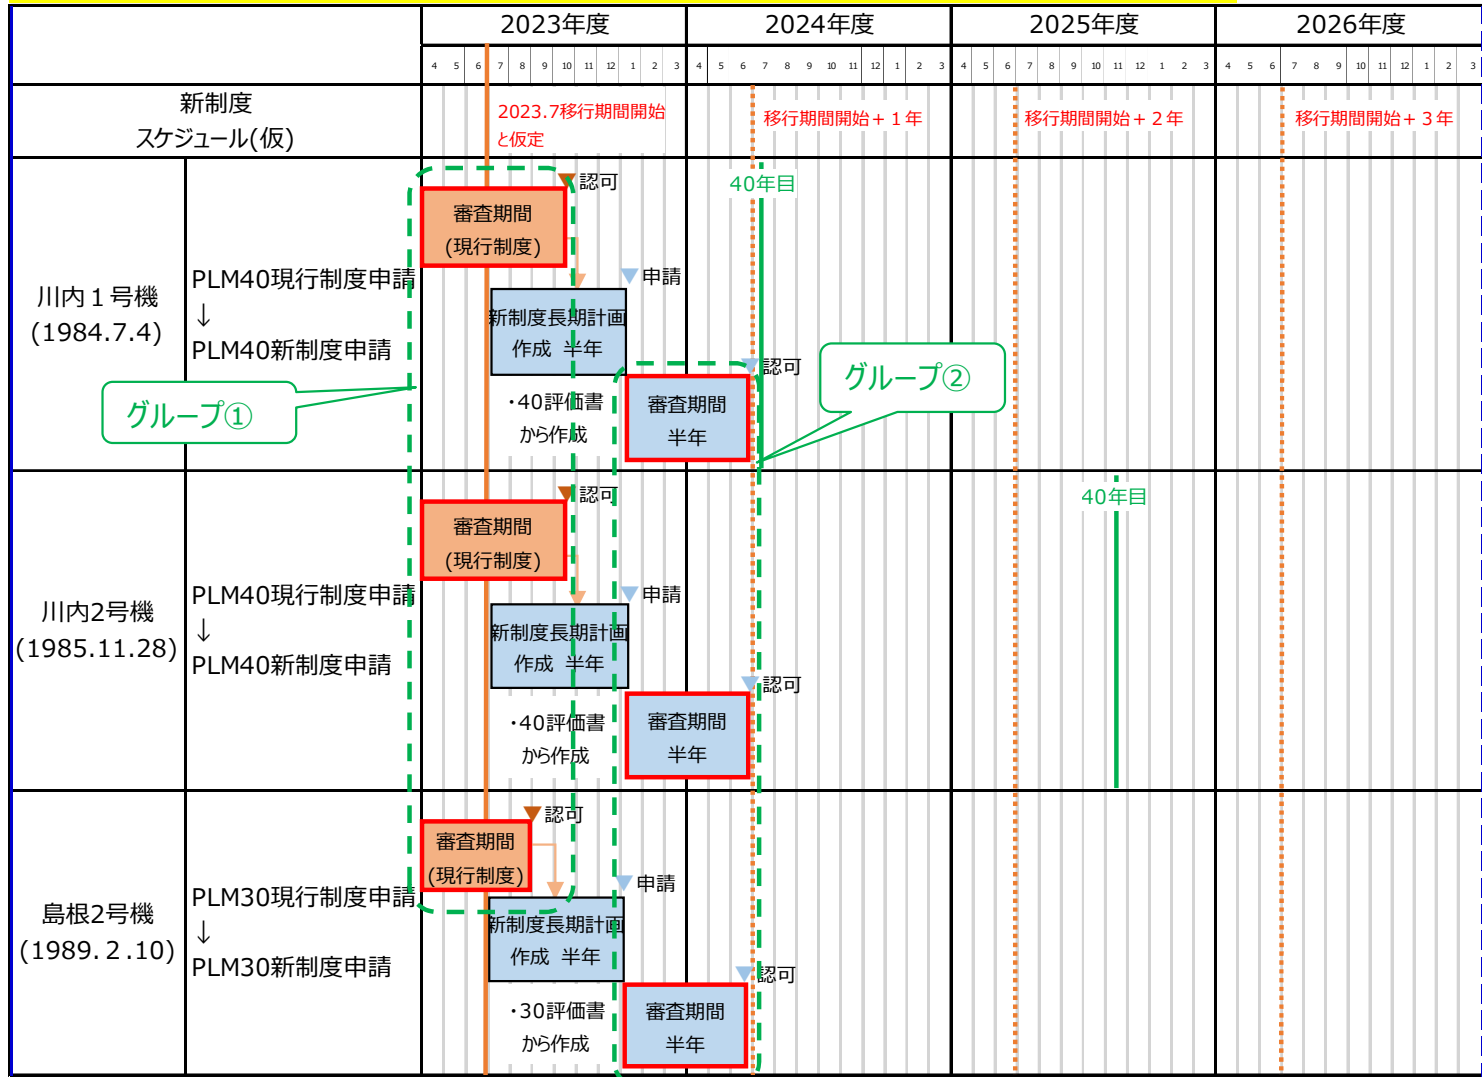 2023年度 2024年度 2025年度 2026年度
4 5 6 7 8 9 10 11 12 1 2 3 4 5 6 7 8 9 10 11 12 1 2 3 4 5 6 7 8 9 10 11 12 1 2 3 4 5 6 7 8 9 10 11 12 1 2 3
新制度
スケジュール(仮)
2023.7移行期間開始
と仮定
移行期間開始+1年
移行期間開始+2年
移行期間開始+3年
川内1号機
(1984.7.4)
PLM40現行制度申請
↓
PLM40新制度申請
認可
審査期間
(現行制度)
申請
新制度長期計画
作成 半年
・40評価書
から作成
認可
審査期間
半年
40年目
グループ①
グループ②
川内2号機
(1985.11.28)
PLM40現行制度申請
↓
PLM40新制度申請
認可
審査期間
(現行制度)
申請
新制度長期計画
作成 半年
・40評価書
から作成
認可
審査期間
半年
40年目
島根2号機
(1989.2.10)
PLM30現行制度申請
↓
PLM30新制度申請
認可
審査期間
(現行制度)
申請
新制度長期計画
作成 半年
・30評価書
から作成
認可
審査期間
半年